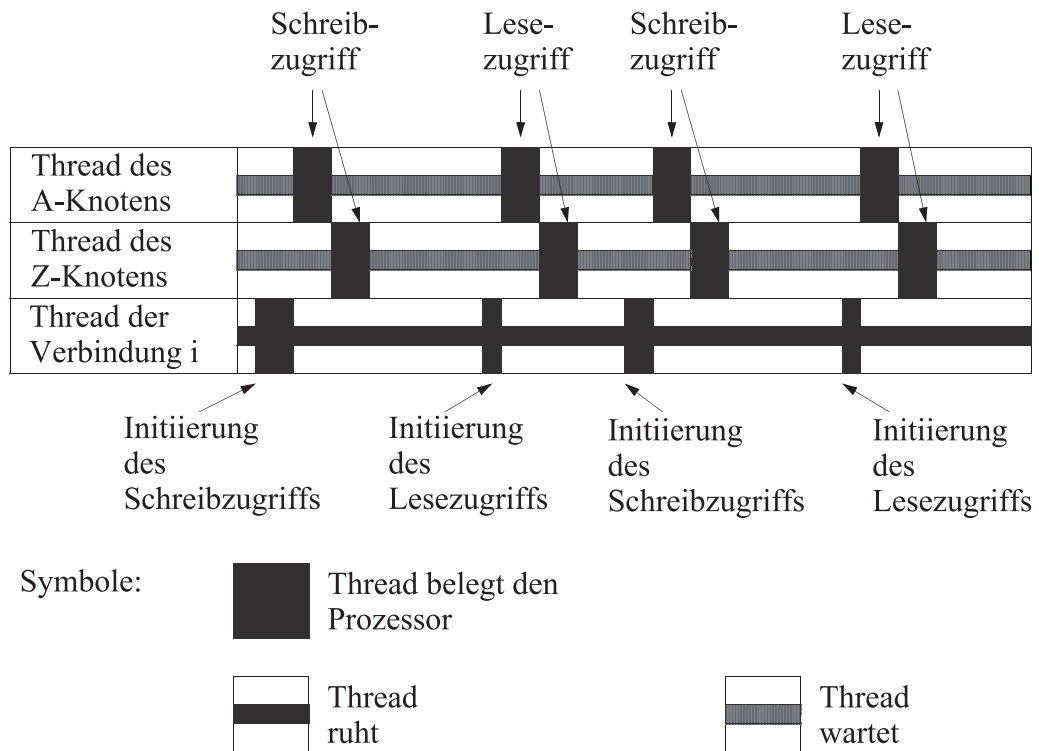 Schreib-
zugriff
Lese-
zugriff
Schreib-
zugriff
Lese-
zugriff
Thread des
A-Knotens
Thread des
Z-Knotens
Thread der
Verbindung i
Initiierung
des
Schreibzugriffs
Initiierung
des
Lesezugriffs
Initiierung
des
Schreibzugriffs
Initiierung
des
Lesezugriffs
Symbole:
Thread belegt den
Prozessor
Thread
ruht
Thread
wartet